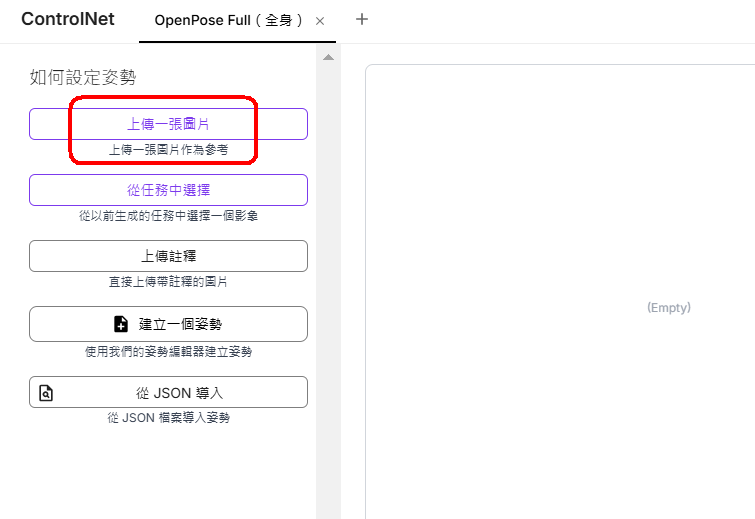 ControlNet
OpenPose Full（全身）
如何設定姿勢
上傳一張圖片
上傳一張圖片作為參考
從任務中選擇
從以前生成的任務中選擇一個影象
上傳註釋
直接上傳帶註釋的圖片
建立一個姿勢
使用我們的姿勢編輯器建立姿勢
從 JSON 導入
從 JSON 檔案導入姿勢
(Empty)